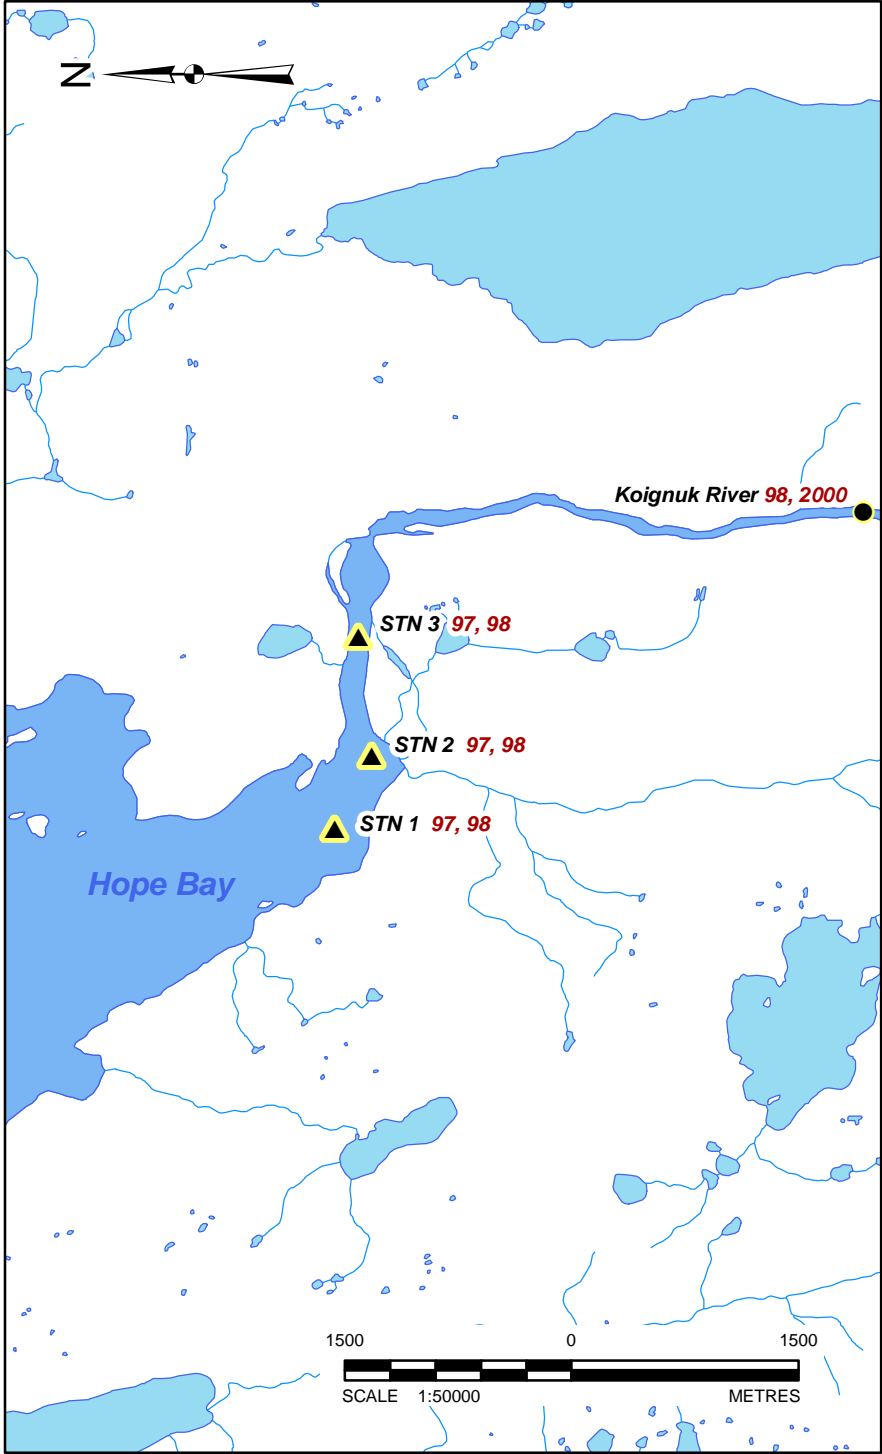 N
Koignuk River 98, 2000
STN 3 97, 98
STN 2 97, 98
STN 1 97, 98
Hope Bay
1500 0 1500
SCALE 1:50000 METRES